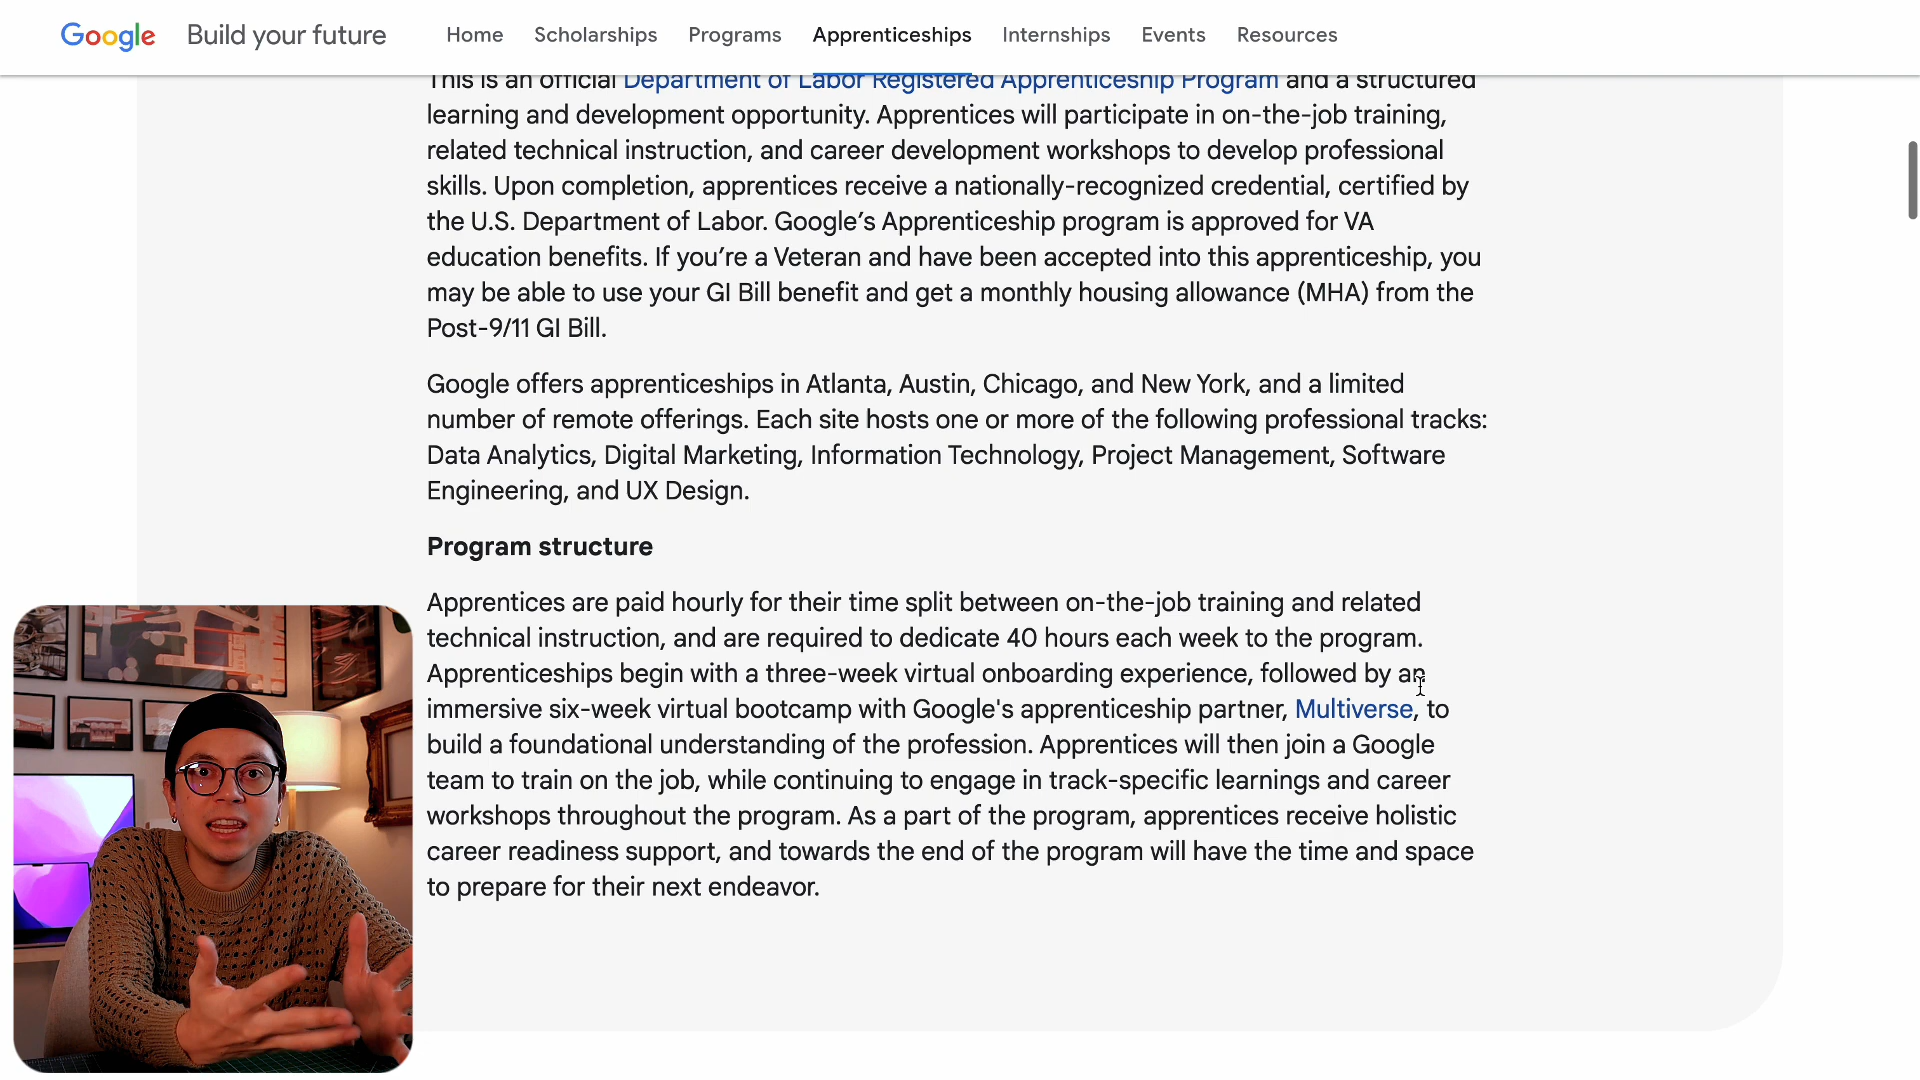 Google Build your future Home Scholarships Programs Apprenticeships Internships Events Resources
This is an official Department of Labor Registered Apprenticeship Program and a structured
learning and development opportunity. Apprentices will participate in on-the-job training,
related technical instruction, and career development workshops to develop professional
skills. Upon completion, apprentices receive a nationally-recognized credential, certified by
the U.S. Department of Labor. Google’s Apprenticeship program is approved for VA
education benefits. If you’re a Veteran and have been accepted into this apprenticeship, you
may be able to use your GI Bill benefit and get a monthly housing allowance (MHA) from the
Post-9/11 GI Bill.
Google offers apprenticeships in Atlanta, Austin, Chicago, and New York, and a limited
number of remote offerings. Each site hosts one or more of the following professional tracks:
Data Analytics, Digital Marketing, Information Technology, Project Management, Software
Engineering, and UX Design.
Program structure
Apprentices are paid hourly for their time split between on-the-job training and related
technical instruction, and are required to dedicate 40 hours each week to the program.
Apprenticeships begin with a three-week virtual onboarding experience, followed by an
immersive six-week virtual bootcamp with Google's apprenticeship partner, Multiverse, to
build a foundational understanding of the profession. Apprentices will then join a Google
team to train on the job, while continuing to engage in track-specific learnings and career
workshops throughout the program. As a part of the program, apprentices receive holistic
career readiness support, and towards the end of the program will have the time and space
to prepare for their next endeavor.